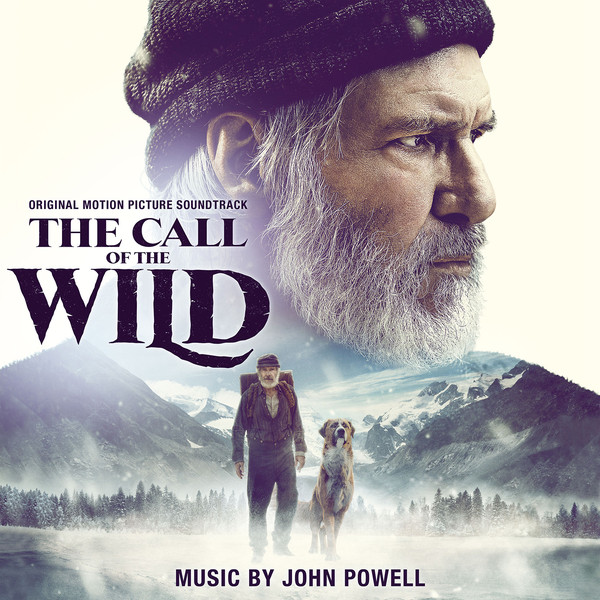 ORIGINAL MOTION PICTURE SOUNDTRACK
THE CALL
OF THE
WILD
MUSIC BY JOHN POWELL